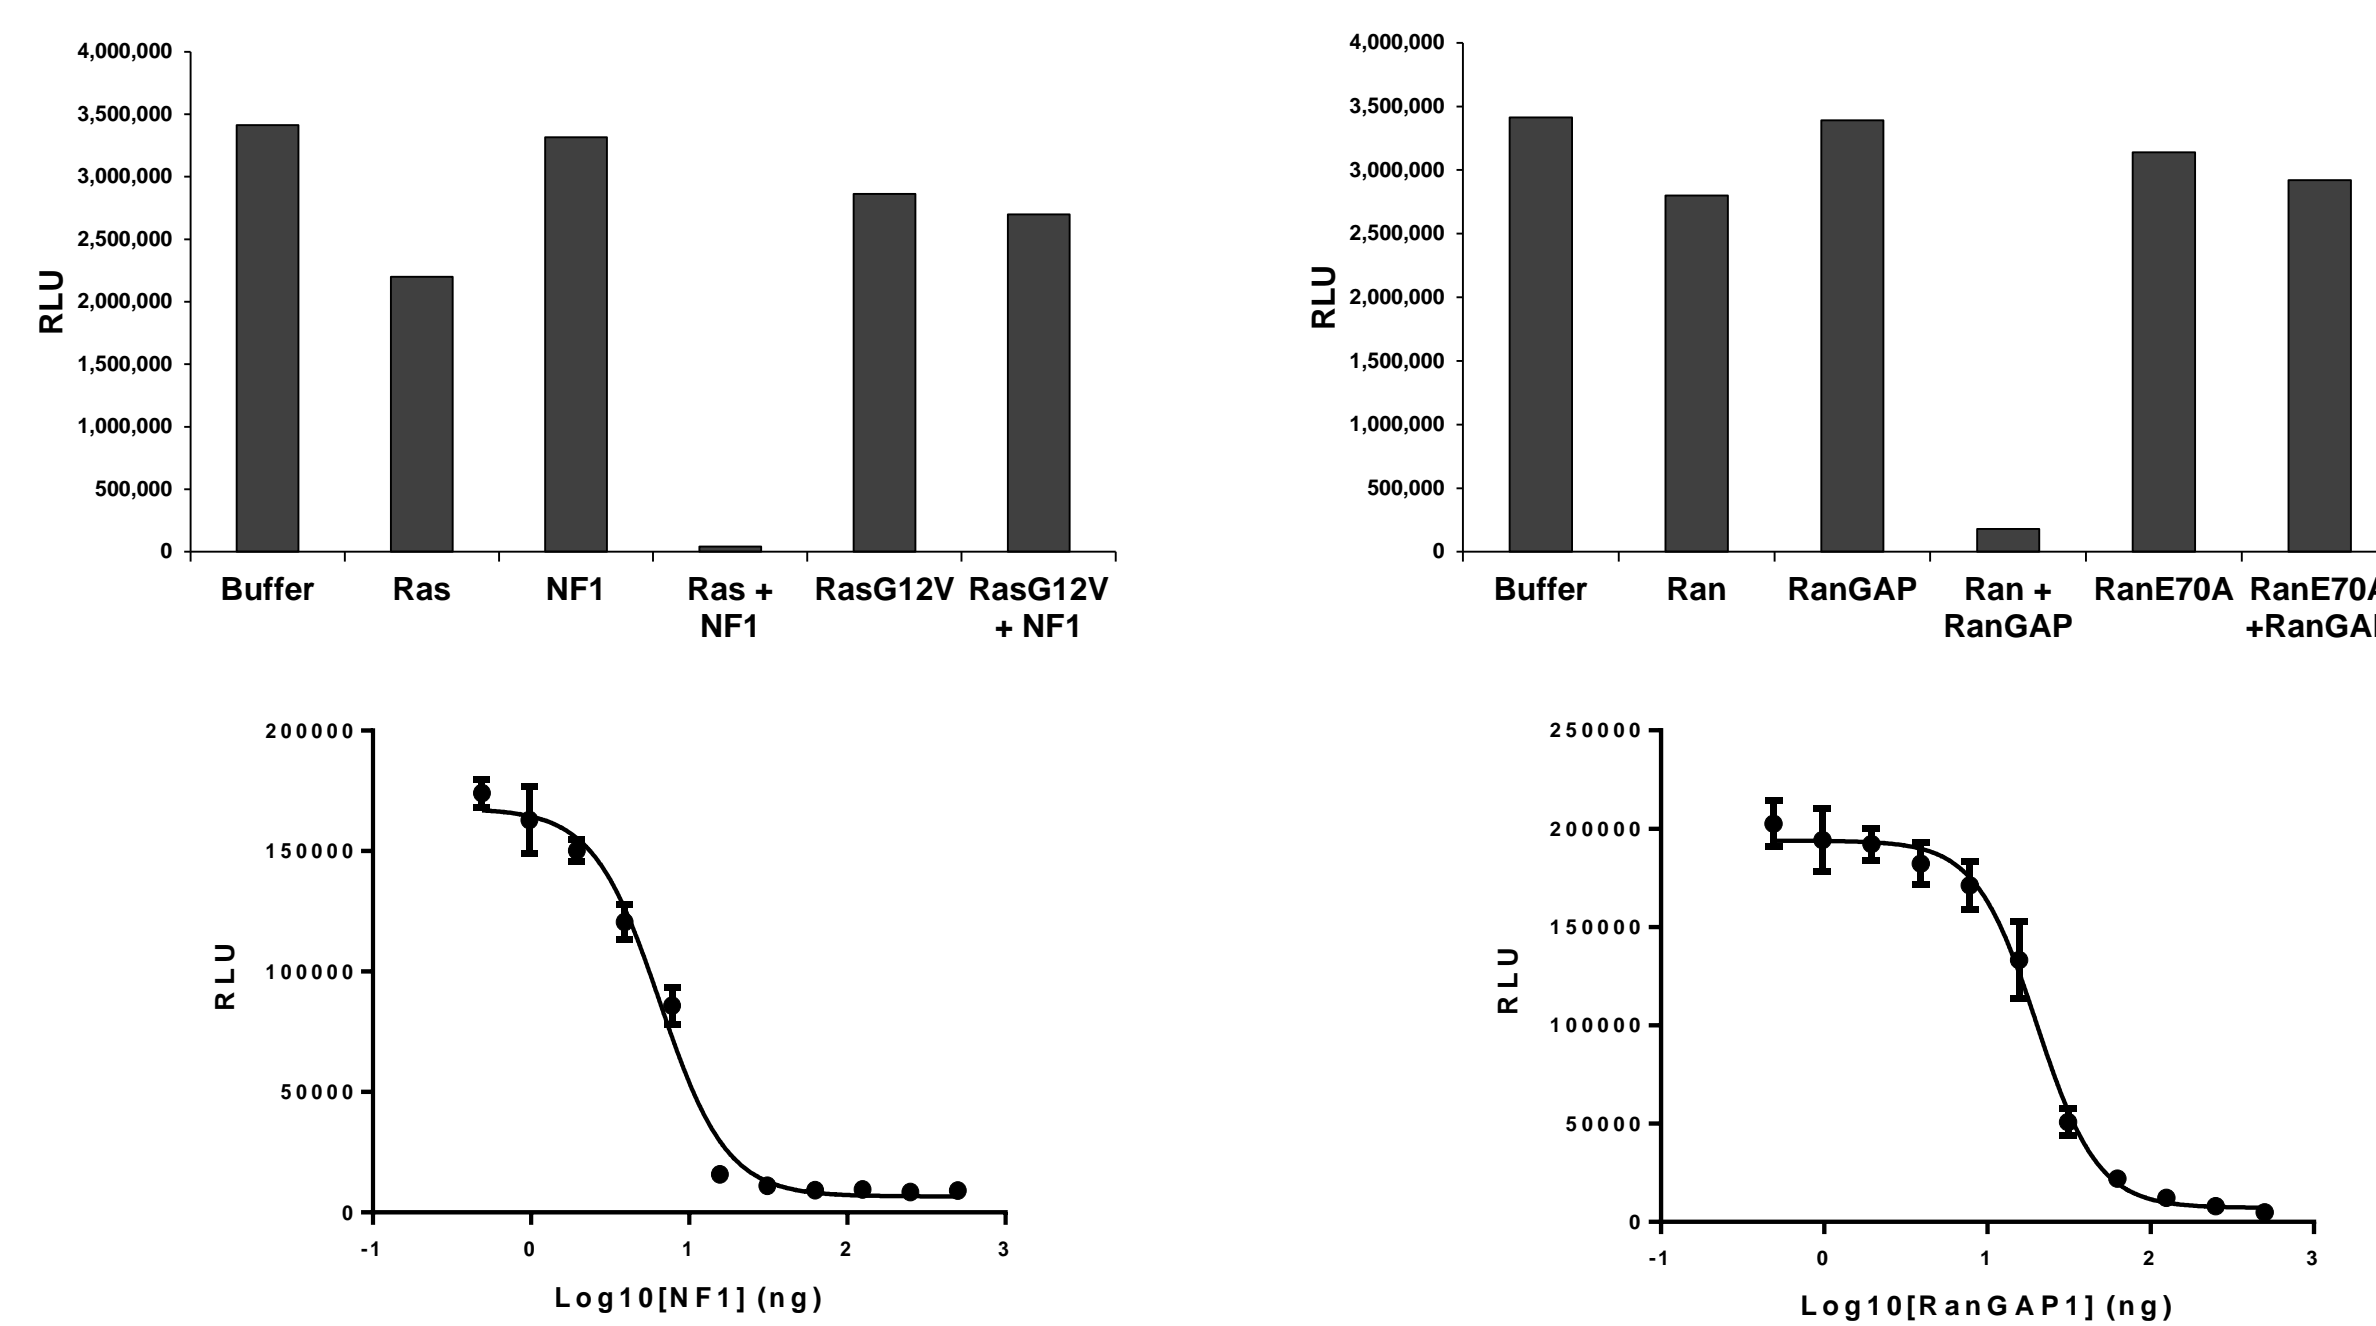 4,000,000
3,500,000
3,000,000
2,500,000
2,000,000
1,500,000
1,000,000
500,000
0
RLU
Buffer Ras NF1 Ras + RasG12V RasG12V
NF1 + NF1
4,000,000
3,500,000
3,000,000
2,500,000
2,000,000
1,500,000
1,000,000
500,000
0
RLU
Buffer Ran RanGAP Ran + RanE70A RanE70A
RanGAP +RanGA
200000
150000
100000
50000
0
RLU
-1 0 1 2 3
Log10[NF1] (ng)
250000
200000
150000
100000
50000
0
RLU
-1 0 1 2 3
Log10[RanGAP1] (ng)